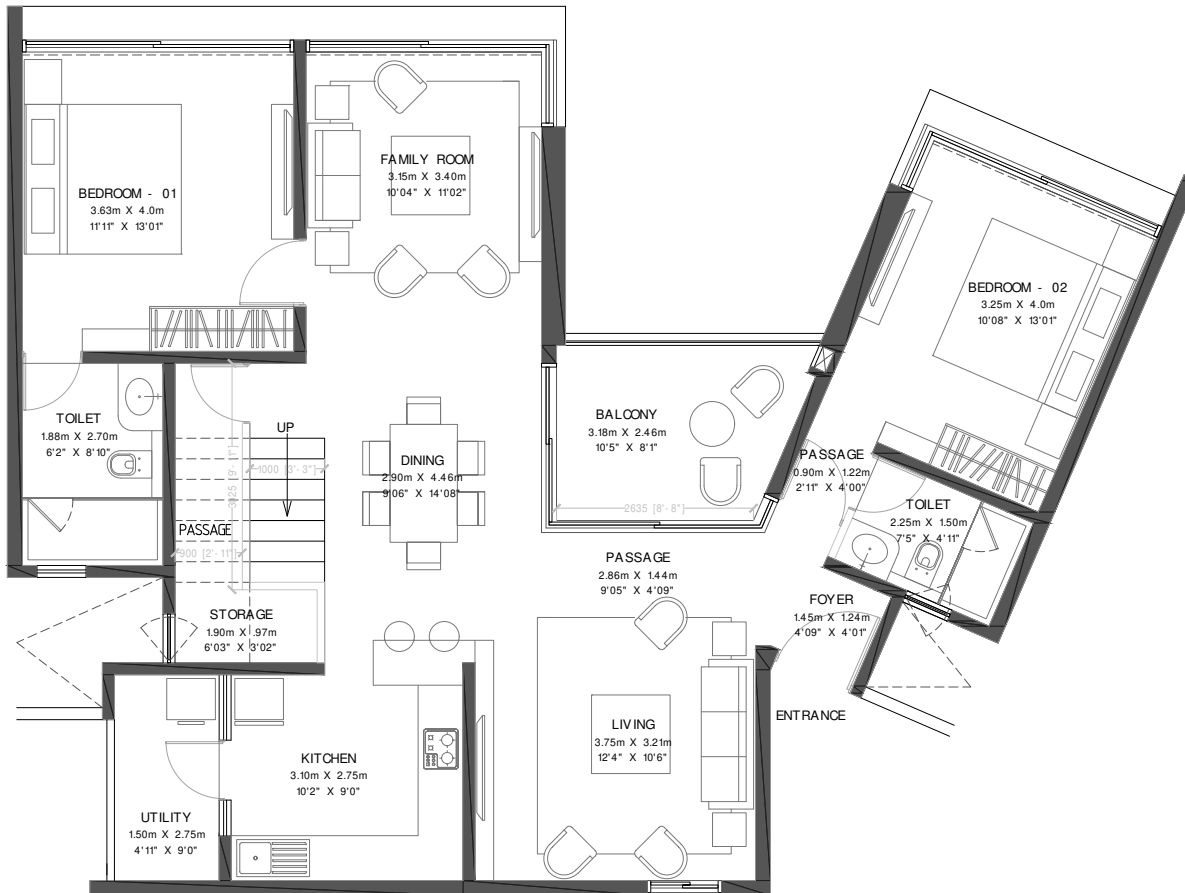 FAMILY ROOM
3.15m X 3.40m
10'04" X 11'02"
BEDROOM - 01
3.63m X 4.0m
11'11" X 13'01"
BEDROOM - 02
3.25m X 4.0m
10'08" X 13'01"
TOILET
1.88m X 2.70m
6'2" X 8'10"
UP
1000 [3'-3"]
3025 [9'-11"]
PASSAGE
900 [2'-11"]
DINING
2.90m X 4.46m
9'06" X 14'08"
BALCONY
3.18m X 2.46m
10'5" X 8'1"
2635 [8'-8"]
PASSAGE
0.90m X 1.22m
2'11" X 4'00"
TOILET
2.25m X 1.50m
7'5" X 4'11"
PASSAGE
2.86m X 1.44m
9'05" X 4'09"
FOYER
1.45m X 1.24m
4'09" X 4'01"
STORAGE
1.90m X .97m
6'03" X 3'02"
ENTRANCE
LIVING
3.75m X 3.21m
12'4" X 10'6"
KITCHEN
3.10m X 2.75m
10'2" X 9'0"
UTILITY
1.50m X 2.75m
4'11" X 9'0"